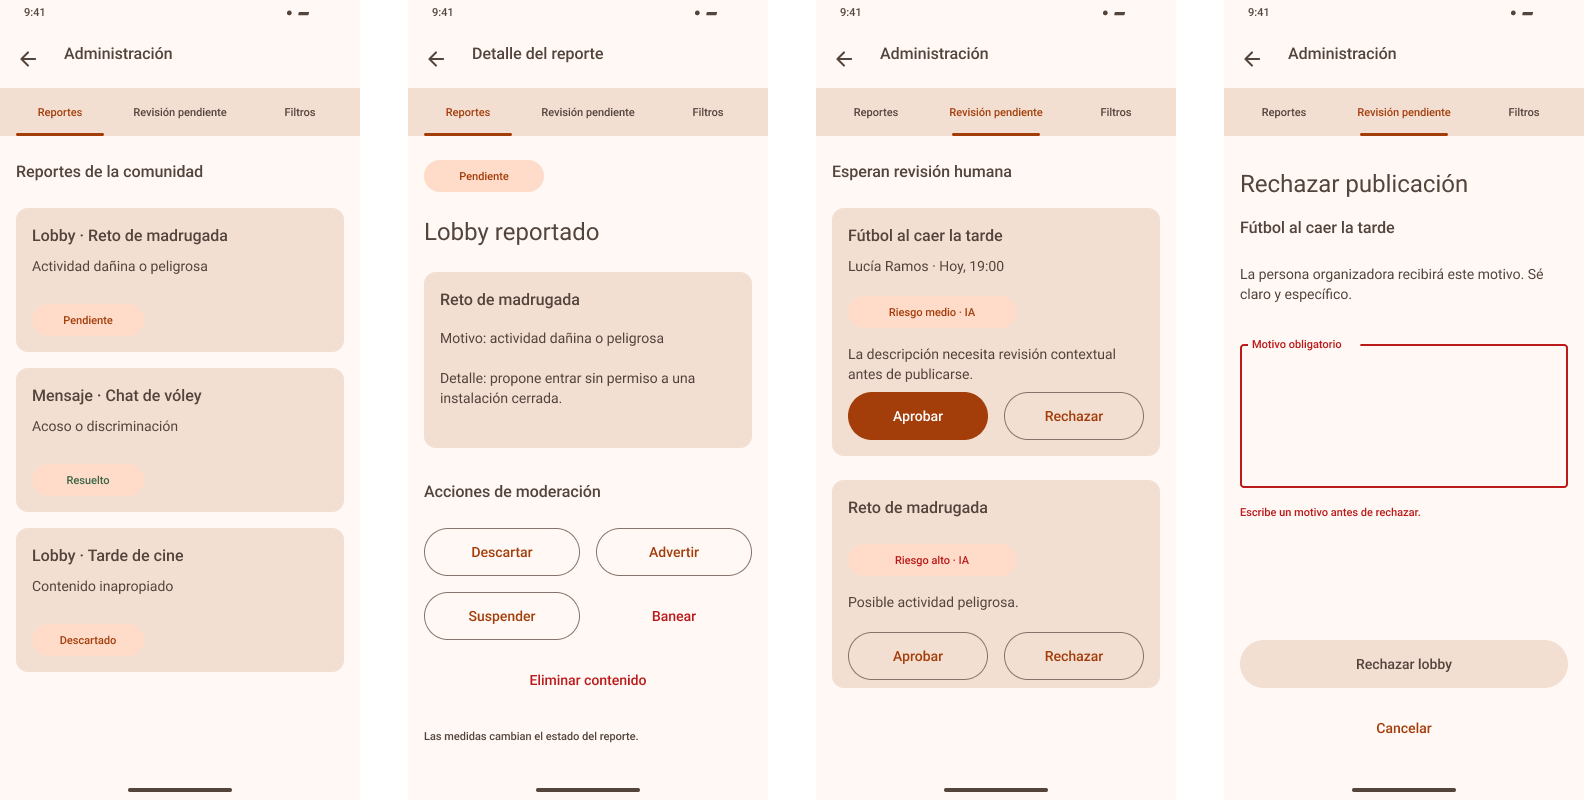 9:41
Administración
Reportes
Revisión pendiente
Filtros
Reportes de la comunidad
Lobby · Reto de madrugada
Actividad dañina o peligrosa
Pendiente
Mensaje · Chat de vóley
Acoso o discriminación
Resuelto
Lobby · Tarde de cine
Contenido inapropiado
Descartado
9:41
Detalle del reporte
Reportes
Revisión pendiente
Filtros
Pendiente
Lobby reportado
Reto de madrugada
Motivo: actividad dañina o peligrosa
Detalle: propone entrar sin permiso a una
instalación cerrada.
Acciones de moderación
Descartar
Advertir
Suspender
Banear
Eliminar contenido
Las medidas cambian el estado del reporte.
9:41
Administración
Reportes
Revisión pendiente
Filtros
Esperan revisión humana
Fútbol al caer la tarde
Lucía Ramos · Hoy, 19:00
Riesgo medio · IA
La descripción necesita revisión contextual
antes de publicarse.
Aprobar
Rechazar
Reto de madrugada
Riesgo alto · IA
Posible actividad peligrosa.
Aprobar
Rechazar
9:41
Administración
Reportes
Revisión pendiente
Filtros
Rechazar publicación
Fútbol al caer la tarde
La persona organizadora recibirá este motivo. Sé
claro y específico.
Motivo obligatorio
Escribe un motivo antes de rechazar.
Rechazar lobby
Cancelar